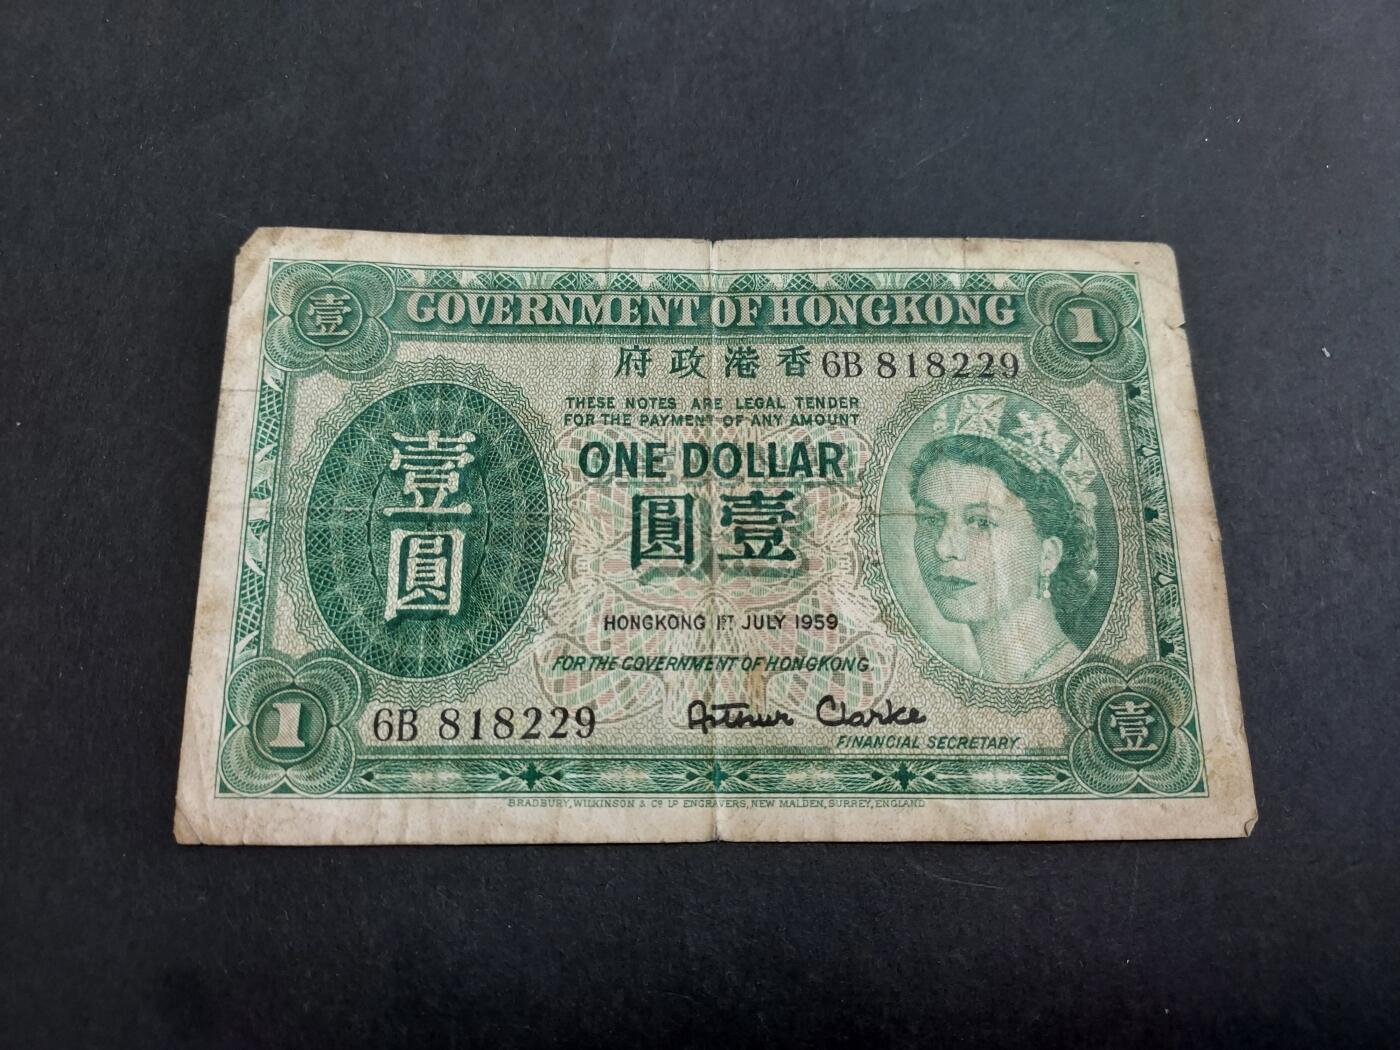 壹 GOVERNMENT OF HONGKONG 1
府政港香 6B 818229
THESE NOTES ARE LEGAL TENDER
FOR THE PAYMENT OF ANY AMOUNT
ONE DOLLAR
圓壹
壹
圓
HONGKONG 1ST JULY 1959
FOR THE GOVERNMENT OF HONGKONG
1 6B 818229 Arthur Clarke 壹
FINANCIAL SECRETARY.
BRADBURY, WILKINSON & Co. LD ENGRAVERS, NEW MALDEN, SURREY, ENGLAND